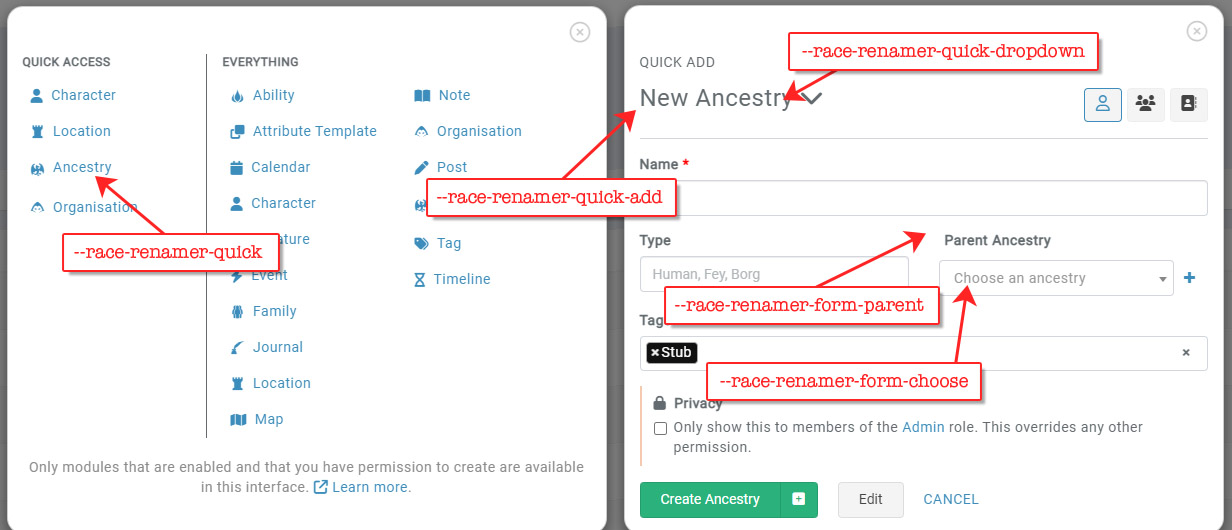 QUICK ACCESS
Character
Location
Ancestry
Organisation
--race-renamer-quick
EVERYTHING
Ability
Attribute Template
Calendar
Character
ature
Event
Family
Journal
Location
Map
Note
Organisation
Post
--race-renamer-quick-add
Tag
Timeline
Only modules that are enabled and that you have permission to create are available
in this interface. Learn more.
--race-renamer-quick-dropdown
QUICK ADD
New Ancestry
Name *
Type
Parent Ancestry
Human, Fey, Borg
Choose an ancestry
--race-renamer-form-parent
Tag
× Stub ×
--race-renamer-form-choose
Privacy
Only show this to members of the Admin role. This overrides any other
permission.
Create Ancestry
Edit
CANCEL